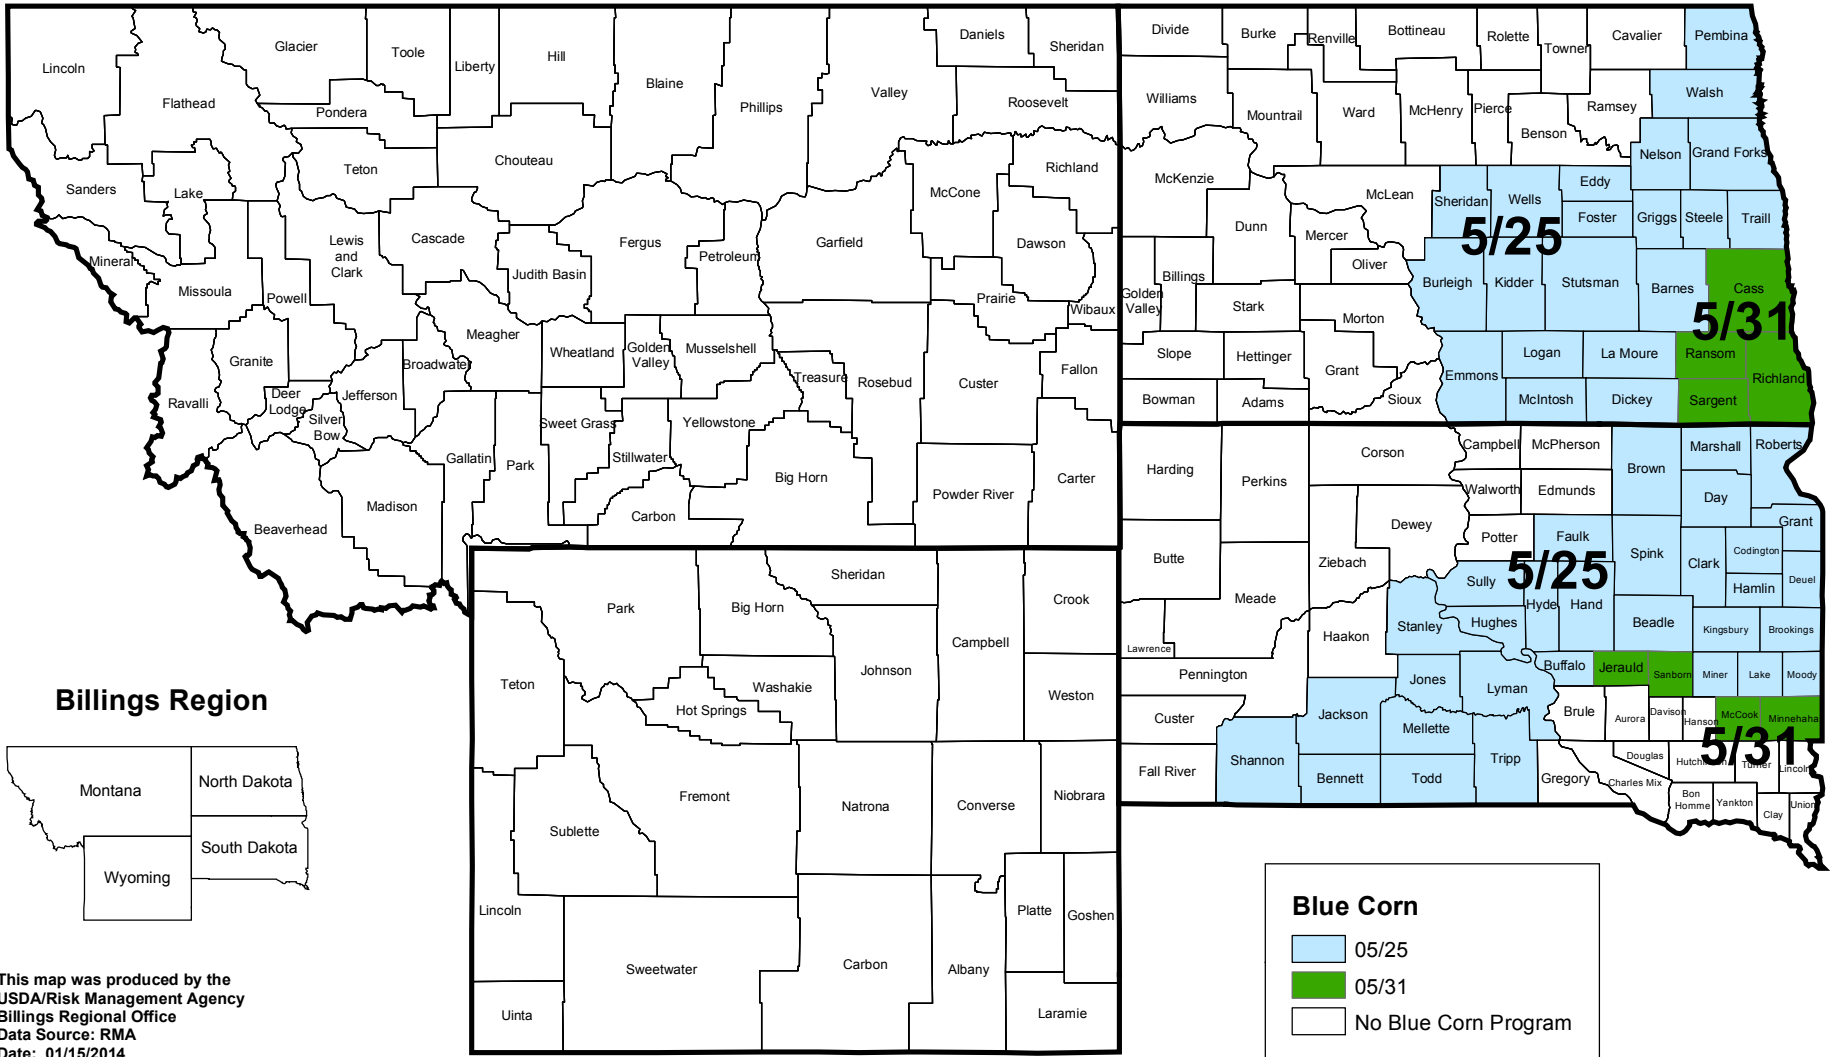 Lincoln
Flathead
Glacier
Toole
Liberty
Hill
Blaine
Phillips
Valley
Daniels
Sheridan
Roosevelt
Pondera
Teton
Chouteau
Sanders
Lake
Richland
McCone
Mineral
Missoula
Powell
Lewis
and
Clark
Cascade
Judith Basin
Fergus
Petroleum
Garfield
Dawson
Prairie
Wibaux
Meagher
Granite
Broadwater
Wheatland
Golden
Valley
Musselshell
Treasure
Rosebud
Custer
Fallon
Ravalli
Deer
Lodge
Silver
Bow
Jefferson
Sweet Grass
Stillwater
Yellowstone
Gallatin
Park
Big Horn
Powder River
Carter
Madison
Beaverhead
Carbon
Divide
Burke
Renville
Bottineau
Rolette
Towner
Cavalier
Pembina
Williams
Mountrail
Ward
McHenry
Pierce
Ramsey
Benson
Walsh
Nelson
Grand Forks
McKenzie
McLean
Sheridan
Wells
Eddy
Foster
Griggs
Steele
Traill
5/25
Dunn
Mercer
Oliver
Billings
Golden
Valley
Stark
Morton
Burleigh
Kidder
Stutsman
Barnes
Cass
5/31
Slope
Hettinger
Grant
Sioux
Emmons
Logan
La Moure
Ransom
Richland
Bowman
Adams
McIntosh
Dickey
Sargent
Harding
Perkins
Corson
Campbell
McPherson
Brown
Marshall
Roberts
Walworth
Edmunds
Day
Grant
Butte
Dewey
Ziebach
Potter
Faulk
Spink
Clark
Codington
Hamlin
Deuel
5/25
Meade
Sully
Hyde
Hand
Beadle
Kingsbury
Brookings
Lawrence
Haakon
Stanley
Hughes
Pennington
Jones
Lyman
Buffalo
Jerauld
Sanborn
Miner
Lake
Moody
Custer
Jackson
Mellette
Brule
Aurora
Davison
Hanson
McCook
Minnehaha
5/31
Fall River
Shannon
Bennett
Todd
Tripp
Gregory
Douglas
Charles Mix
Hutchinson
Turner
Lincoln
Bon
Homme
Yankton
Clay
Union
Park
Big Horn
Sheridan
Crook
Campbell
Johnson
Teton
Washakie
Hot Springs
Weston
Fremont
Natrona
Converse
Niobrara
Sublette
Lincoln
Platte
Goshen
Sweetwater
Carbon
Albany
Uinta
Laramie
Billings Region
Montana
North Dakota
South Dakota
Wyoming
This map was produced by the
USDA/Risk Management Agency
Billings Regional Office
Data Source: RMA
Date: 01/15/2014
Blue Corn
05/25
05/31
No Blue Corn Program